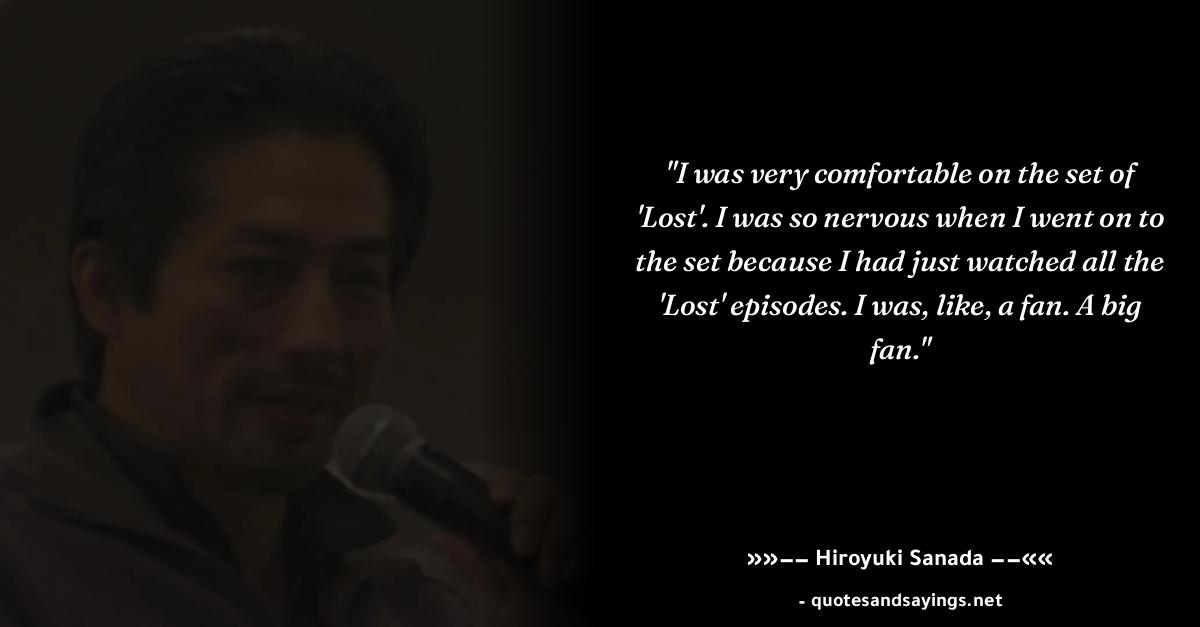 "I was very comfortable on the set of
'Lost'. I was so nervous when I went on to
the set because I had just watched all the
'Lost' episodes. I was, like, a fan. A big
fan."
»»–– Hiroyuki Sanada ––««
- quotesandsayings.net